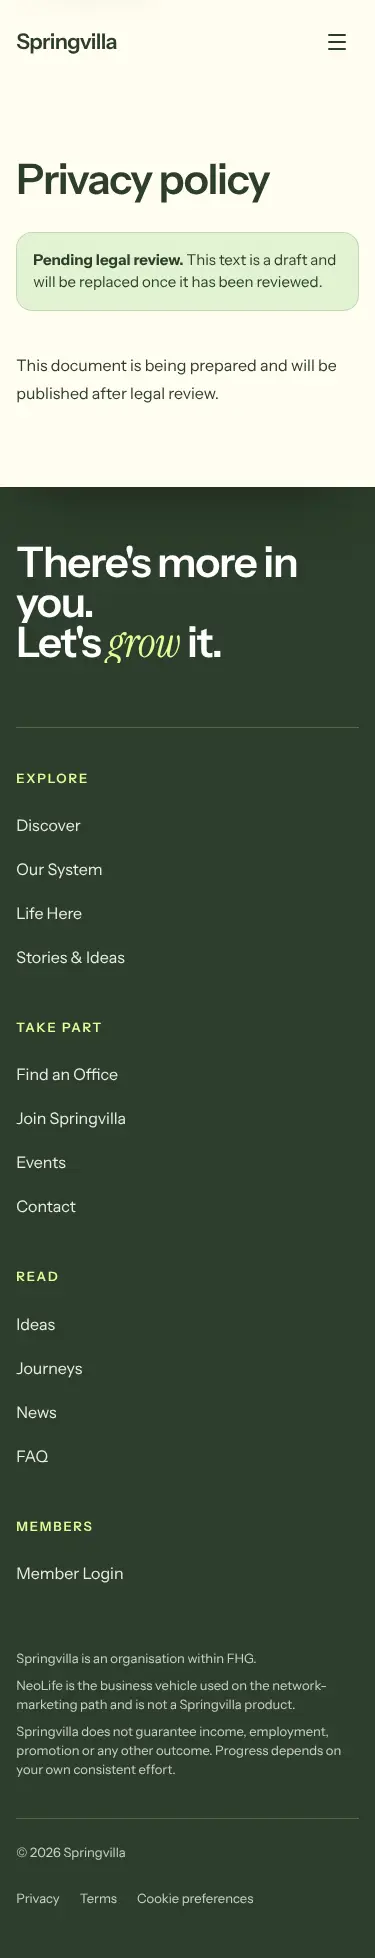 Springvilla
Privacy policy
Pending legal review. This text is a draft and
will be replaced once it has been reviewed.
This document is being prepared and will be
published after legal review.
There's more in
you.
Let's grow it.
EXPLORE
Discover
Our System
Life Here
Stories & Ideas
TAKE PART
Find an Office
Join Springvilla
Events
Contact
READ
Ideas
Journeys
News
FAQ
MEMBERS
Member Login
Springvilla is an organisation within FHG.
NeoLife is the business vehicle used on the network-
marketing path and is not a Springvilla product.
Springvilla does not guarantee income, employment,
promotion or any other outcome. Progress depends on
your own consistent effort.
© 2026 Springvilla
Privacy Terms Cookie preferences